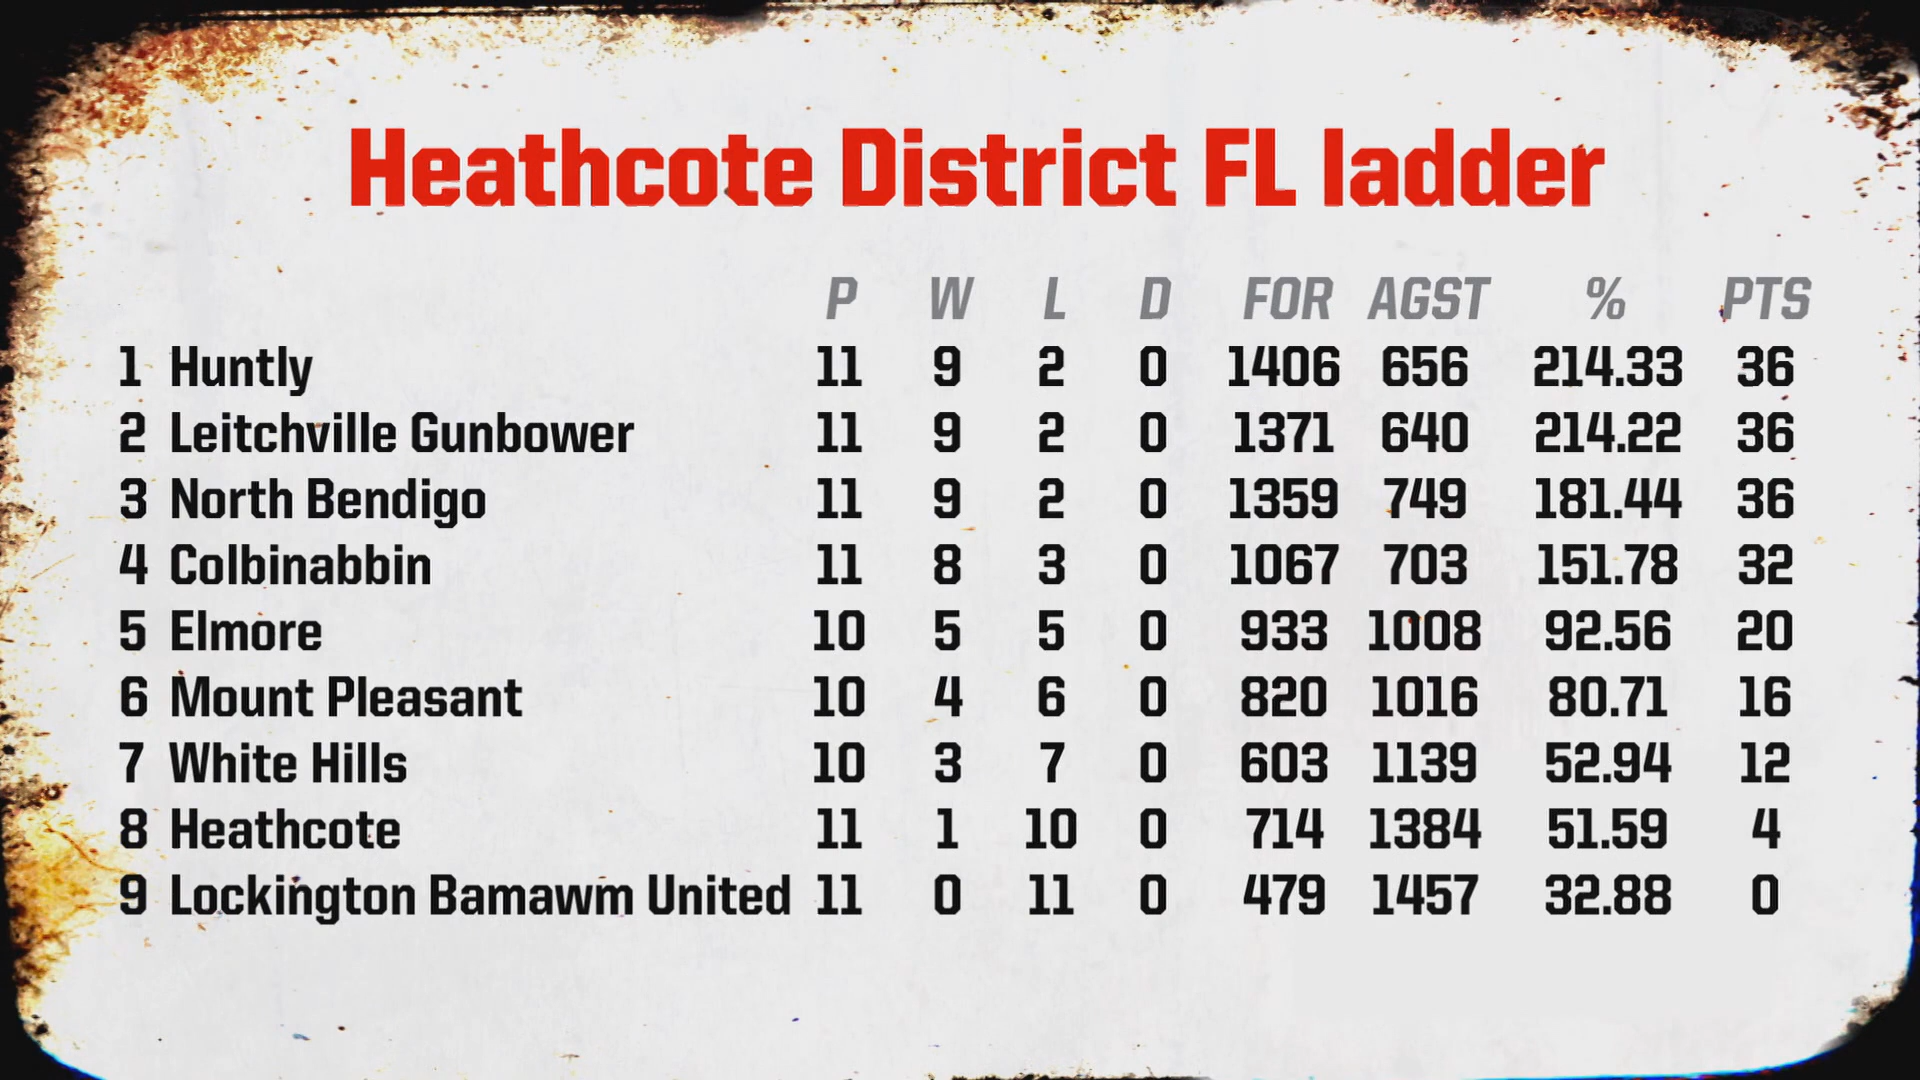 Heathcote District FL ladder
P W L D FOR AGST % PTS
1 Huntly 11 9 2 0 1406 656 214.33 36
2 Leitchville Gunbower 11 9 2 0 1371 640 214.22 36
3 North Bendigo 11 9 2 0 1359 749 181.44 36
4 Colbinabbin 11 8 3 0 1067 703 151.78 32
5 Elmore 10 5 5 0 933 1008 92.56 20
6 Mount Pleasant 10 4 6 0 820 1016 80.71 16
7 White Hills 10 3 7 0 603 1139 52.94 12
8 Heathcote 11 1 10 0 714 1384 51.59 4
9 Lockington Bamawm United 11 0 11 0 479 1457 32.88 0